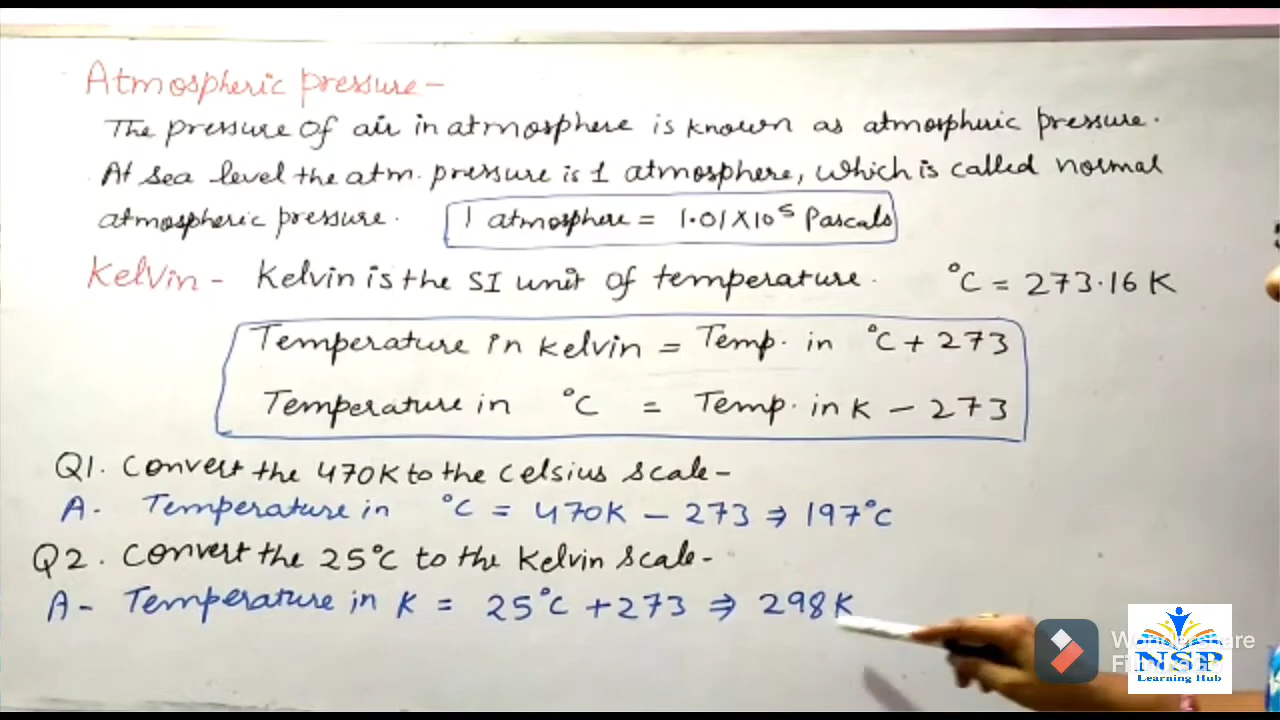 Atmospheric pressure -
The pressure of air in atmosphere is known as atmospheric pressure.
At sea level the atm. pressure is 1 atmosphere, which is called normal
atmospheric pressure. 1 atmosphere = 1.01 X 10⁵ Pascals
Kelvin - Kelvin is the SI unit of temperature. °C = 273.16 K
Temperature in kelvin = Temp. in °C + 273
Temperature in °C = Temp. in K - 273
Q1. Convert the 470K to the Celsius scale -
A. Temperature in °C = 470K - 273 ⇒ 197°C
Q2. Convert the 25°C to the Kelvin scale -
A - Temperature in K = 25°C + 273 ⇒ 298K
Wondershare
NSP
Learning Hub